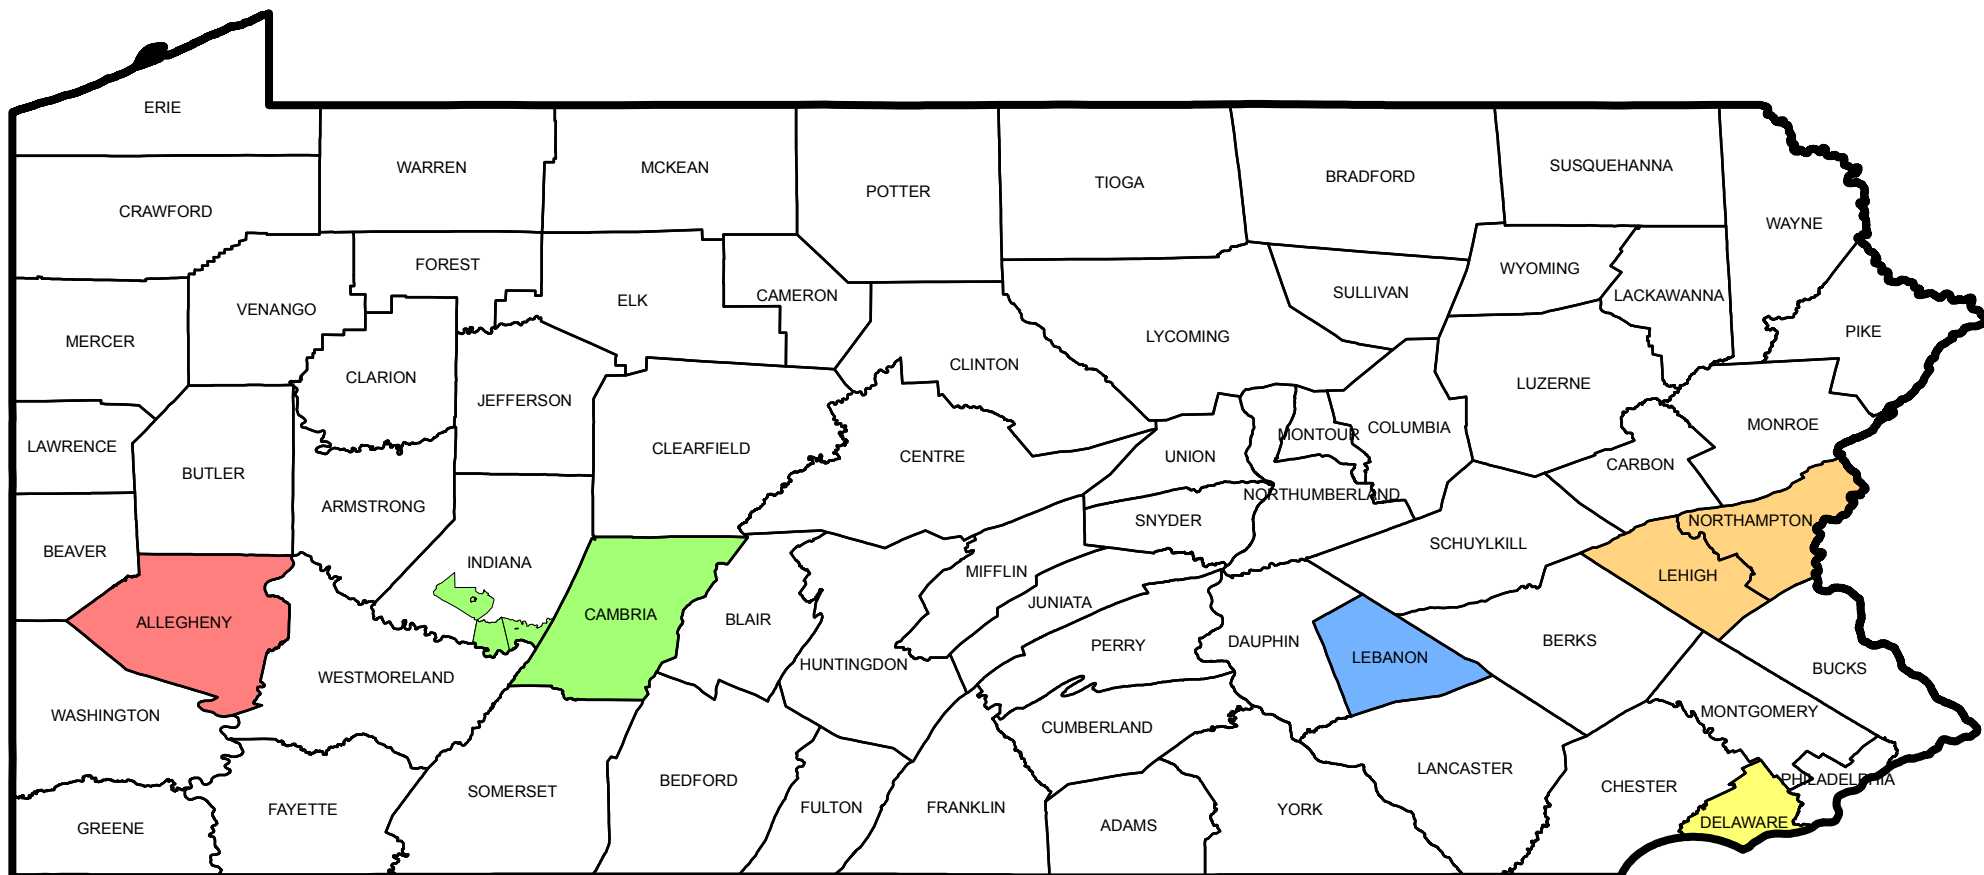 ERIE
WARREN
MCKEAN
POTTER
TIOGA
BRADFORD
SUSQUEHANNA
CRAWFORD
WAYNE
FOREST
ELK
CAMERON
SULLIVAN
WYOMING
LACKAWANNA
VENANGO
MERCER
CLARION
JEFFERSON
CLINTON
LYCOMING
LUZERNE
PIKE
LAWRENCE
BUTLER
ARMSTRONG
CLEARFIELD
CENTRE
UNION
MONTOUR
COLUMBIA
MONROE
CARBON
NORTHUMBERLAND
SNYDER
NORTHAMPTON
BEAVER
INDIANA
MIFFLIN
SCHUYLKILL
LEHIGH
ALLEGHENY
CAMBRIA
BLAIR
JUNIATA
PERRY
DAUPHIN
LEBANON
BERKS
BUCKS
WESTMORELAND
HUNTINGDON
WASHINGTON
CUMBERLAND
MONTGOMERY
LANCASTER
CHESTER
PHILADELPHIA
DELAWARE
GREENE
FAYETTE
SOMERSET
BEDFORD
FULTON
FRANKLIN
ADAMS
YORK